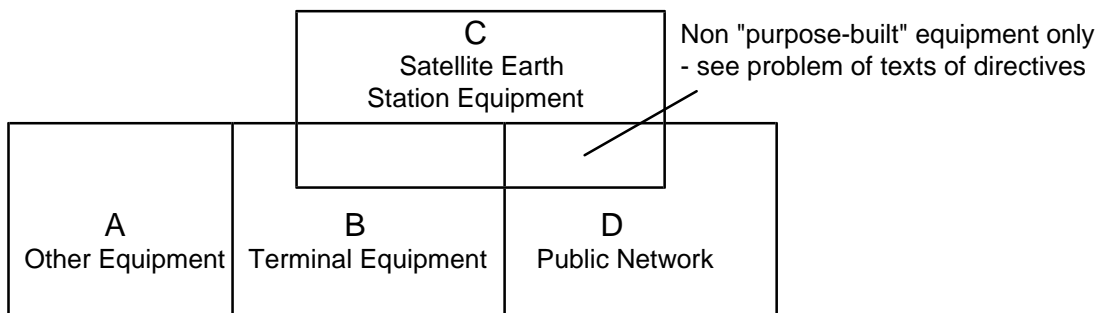 C
Satellite Earth
Station Equipment
Non "purpose-built" equipment only
- see problem of texts of directives
A
Other Equipment
B
Terminal Equipment
D
Public Network